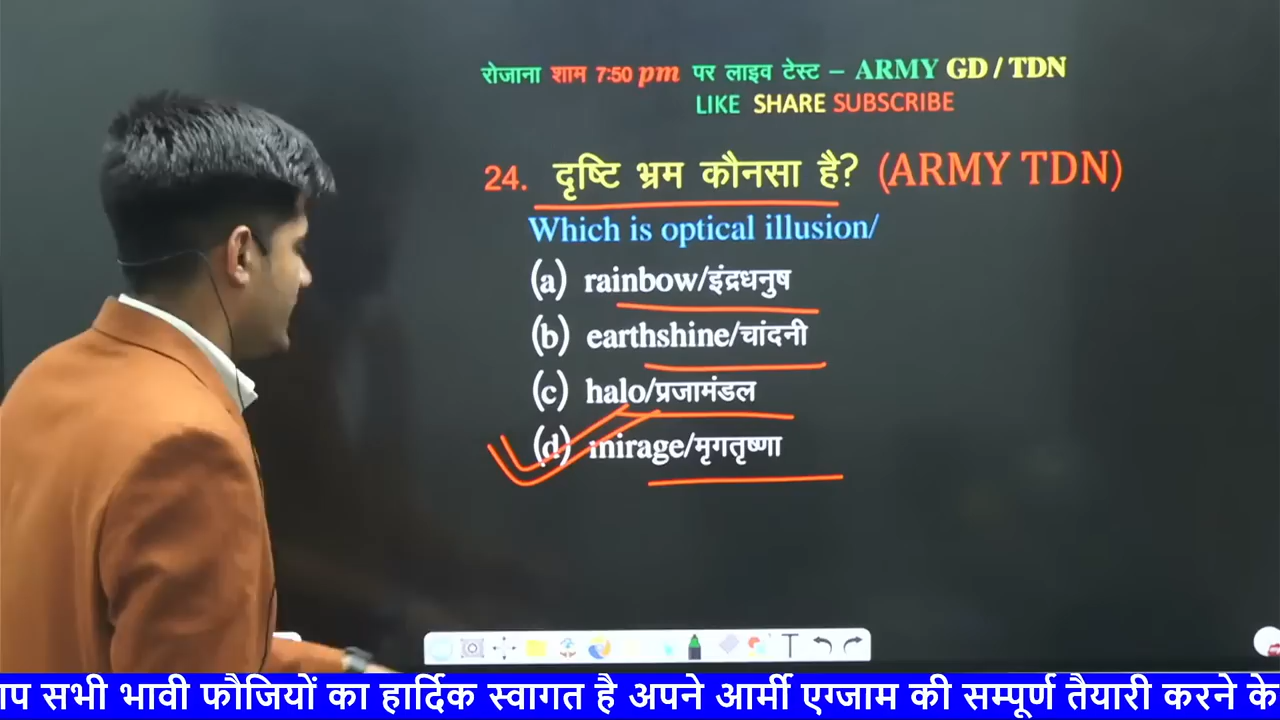 रोजाना शाम 7:50 pm पर लाइव टेस्ट – ARMY GD / TDN
LIKE SHARE SUBSCRIBE
24. दृष्टि भ्रम कौनसा है? (ARMY TDN)
Which is optical illusion/
(a) rainbow/इंद्रधनुष
(b) earthshine/चांदनी
(c) halo/प्रजामंडल
(d) mirage/मृगतृष्णा
T
सभी भावी फौजियों का हार्दिक स्वागत है अपने आर्मी एग्जाम की सम्पूर्ण तैयारी करने के